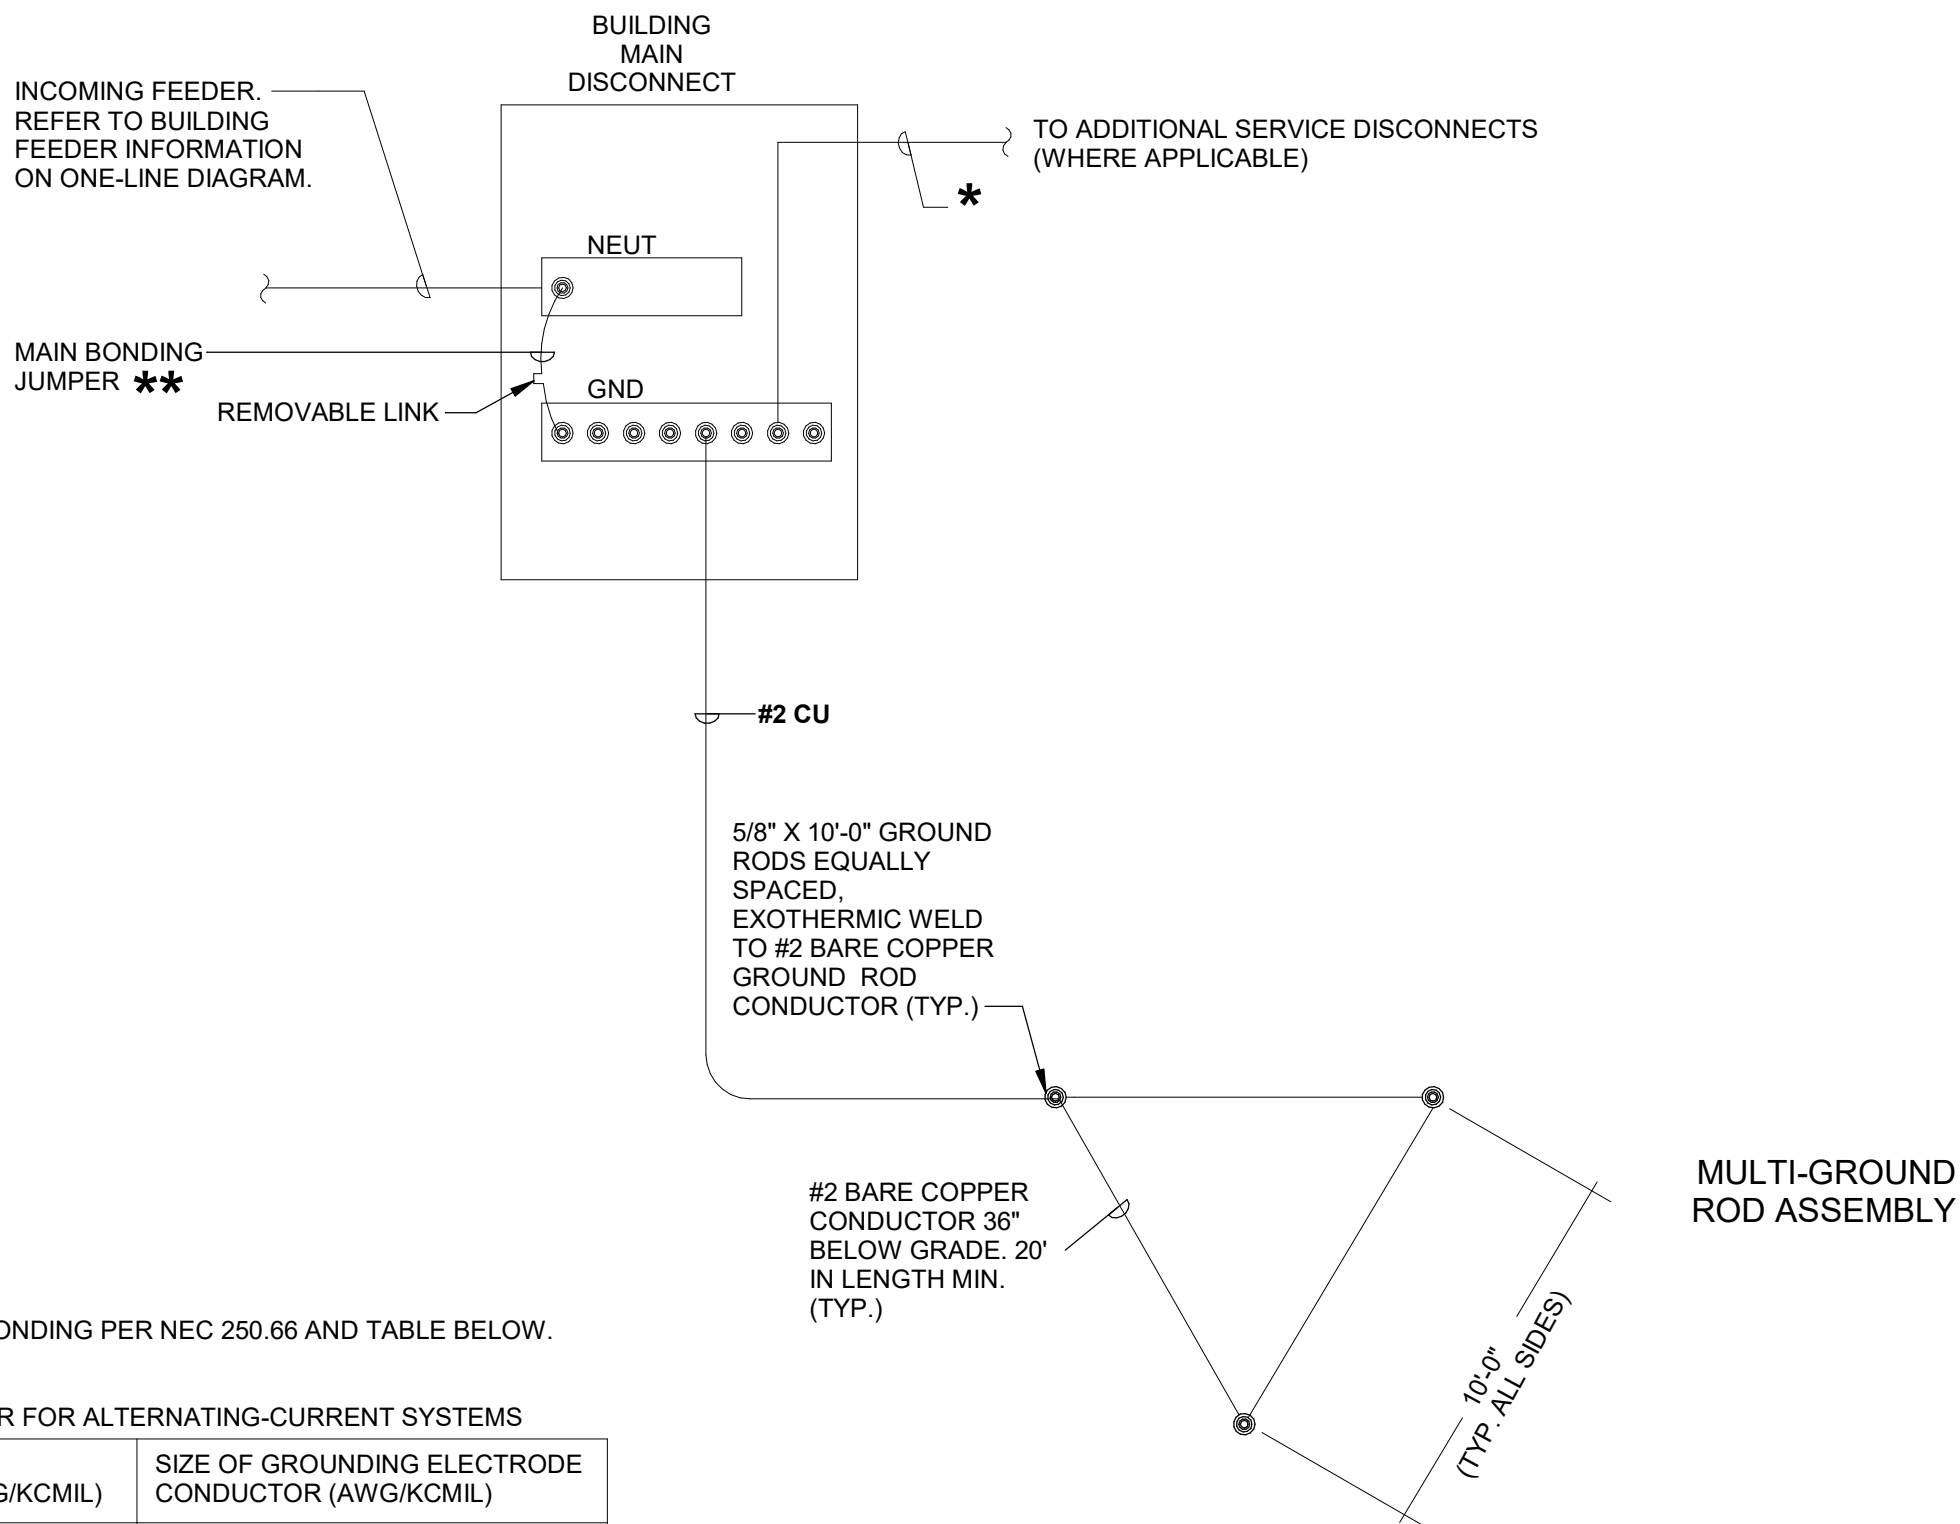 BUILDING
MAIN
DISCONNECT
INCOMING FEEDER.
REFER TO BUILDING
FEEDER INFORMATION
ON ONE-LINE DIAGRAM.
TO ADDITIONAL SERVICE DISCONNECTS
(WHERE APPLICABLE)
*
NEUT
MAIN BONDING
JUMPER **
REMOVABLE LINK
GND
#2 CU
5/8" X 10'-0" GROUND
RODS EQUALLY
SPACED,
EXOTHERMIC WELD
TO #2 BARE COPPER
GROUND  ROD
CONDUCTOR (TYP.)
#2 BARE COPPER
CONDUCTOR 36"
BELOW GRADE. 20'
IN LENGTH MIN.
(TYP.)
MULTI-GROUND
ROD ASSEMBLY
10'-0"
(TYP. ALL SIDES)
ONDING PER NEC 250.66 AND TABLE BELOW.
R FOR ALTERNATING-CURRENT SYSTEMS
G/KCMIL)
SIZE OF GROUNDING ELECTRODE
CONDUCTOR (AWG/KCMIL)